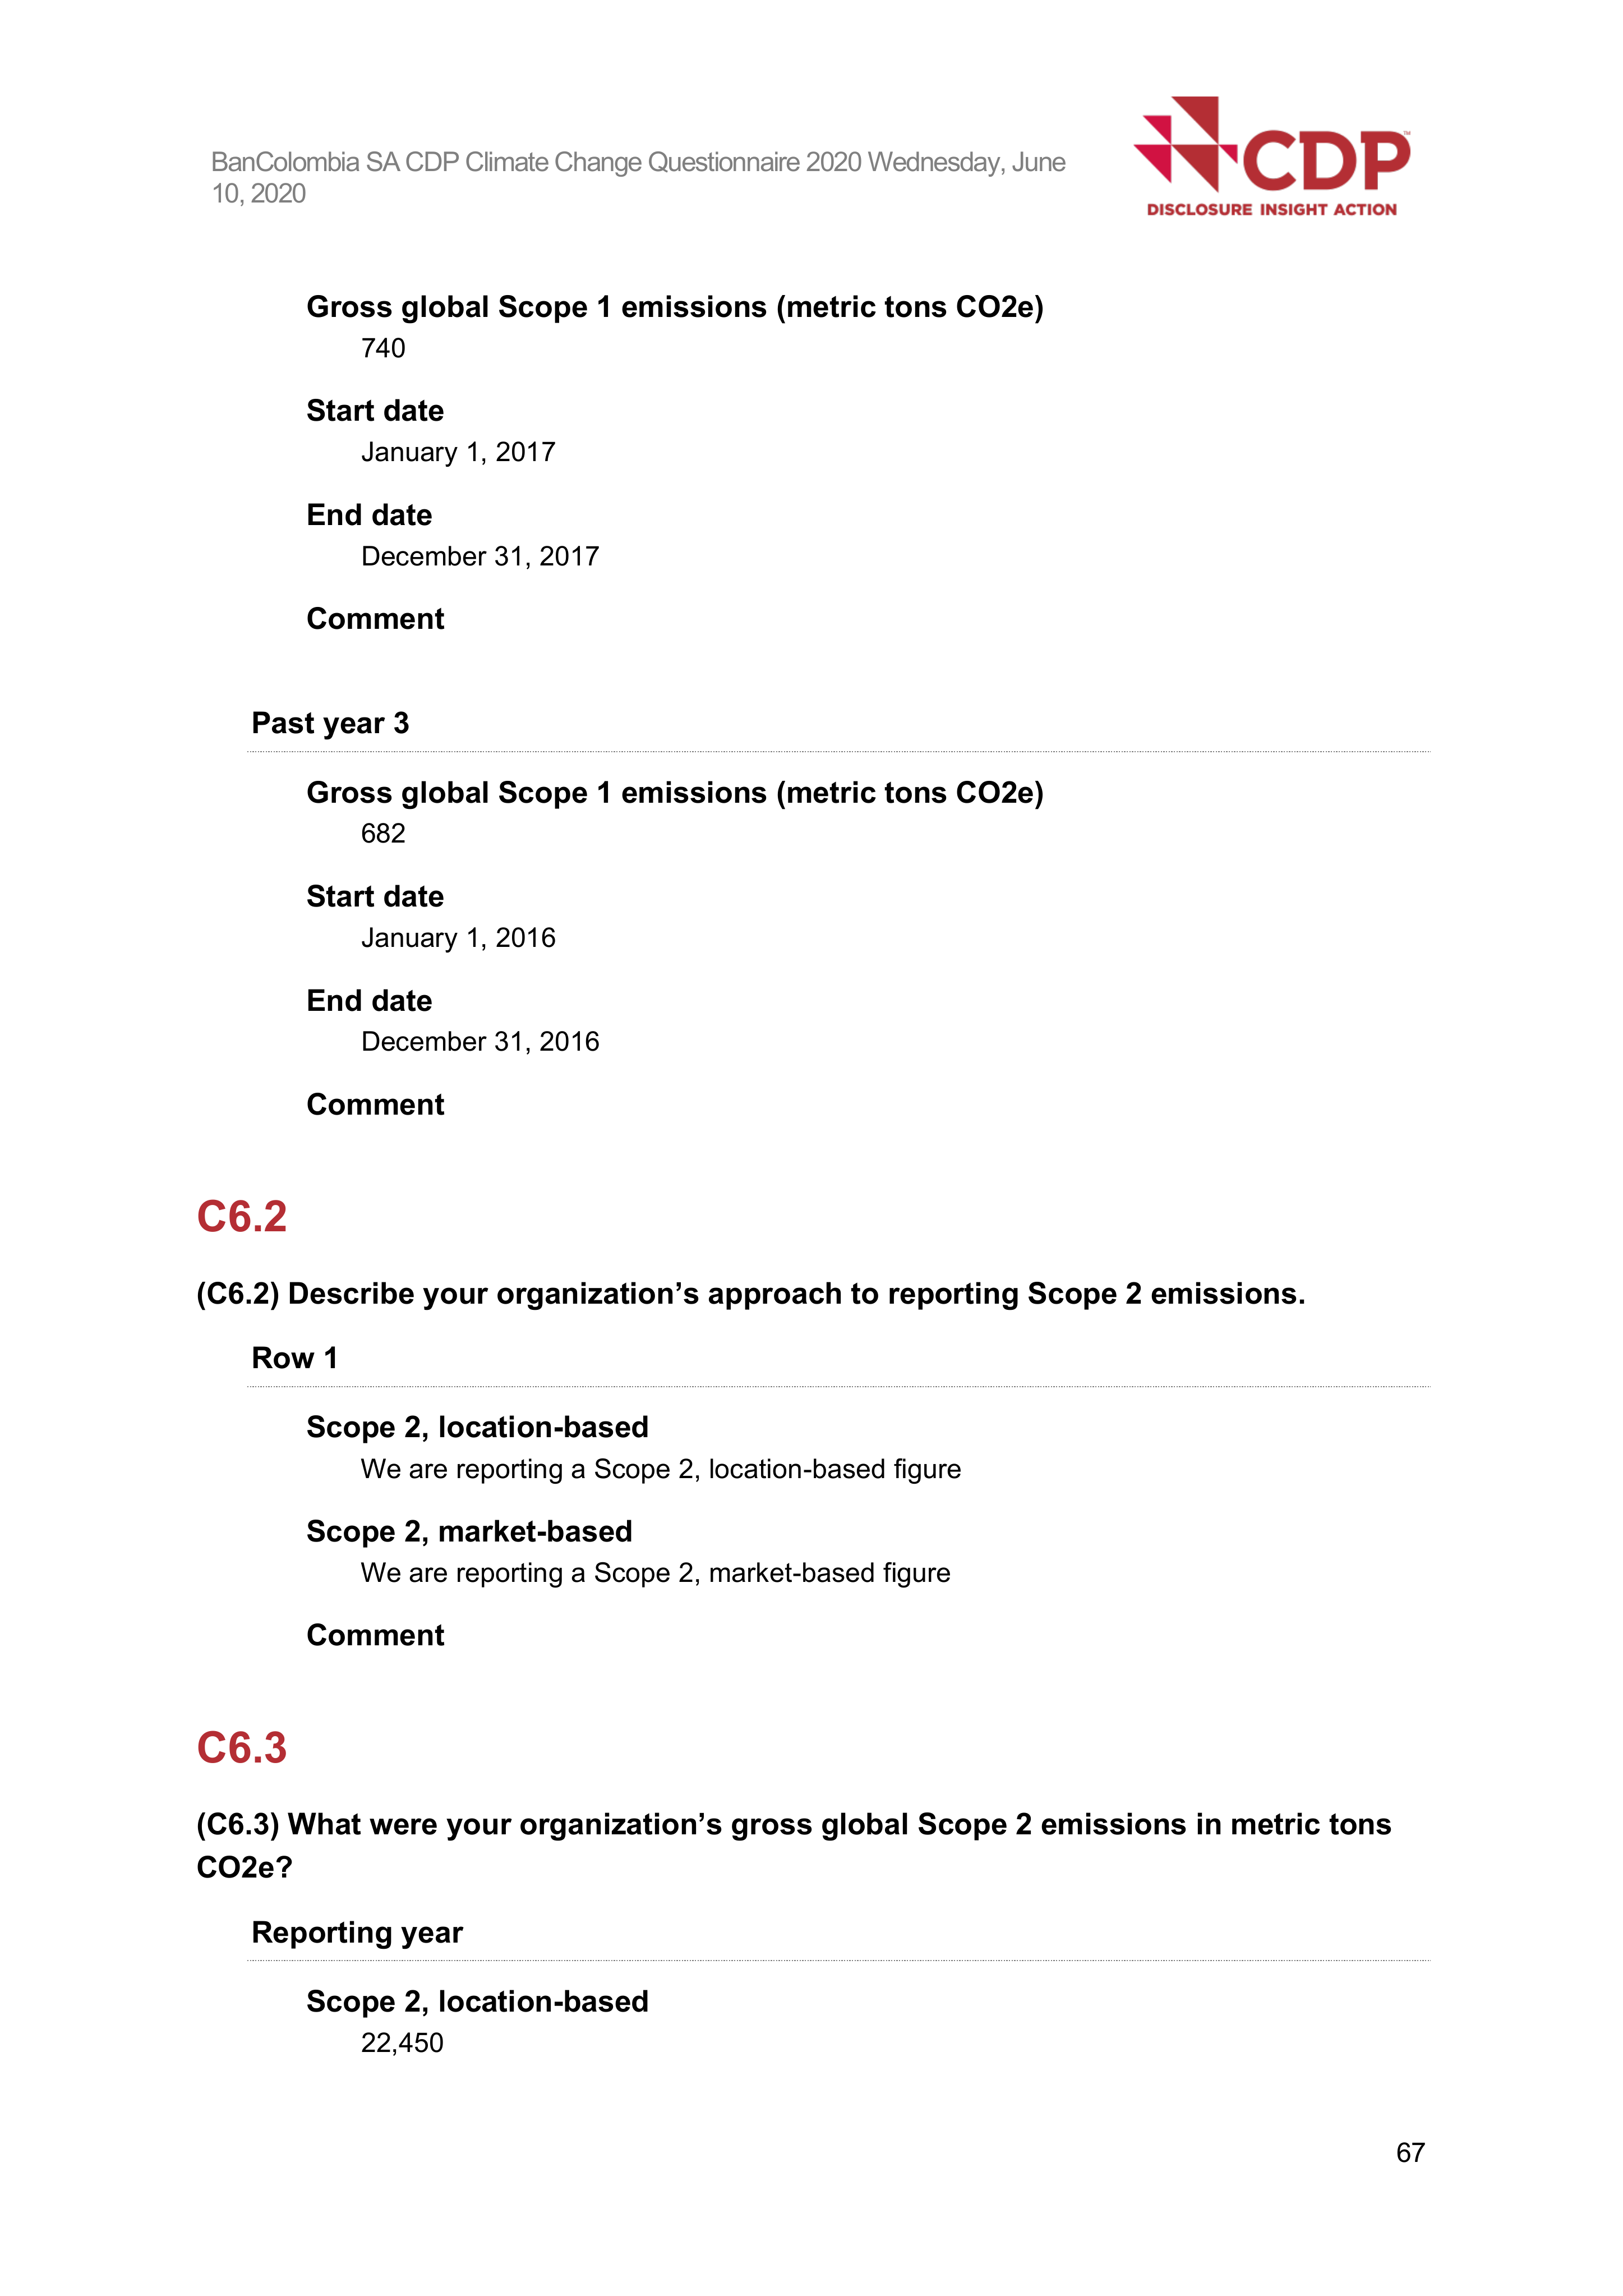 BanColombia SA CDP Climate Change Questionnaire 2020 Wednesday, June
10, 2020
CDP™
DISCLOSURE INSIGHT ACTION
Gross global Scope 1 emissions (metric tons CO2e)
740
Start date
January 1, 2017
End date
December 31, 2017
Comment
Past year 3
Gross global Scope 1 emissions (metric tons CO2e)
682
Start date
January 1, 2016
End date
December 31, 2016
Comment
C6.2
(C6.2) Describe your organization’s approach to reporting Scope 2 emissions.
Row 1
Scope 2, location-based
We are reporting a Scope 2, location-based figure
Scope 2, market-based
We are reporting a Scope 2, market-based figure
Comment
C6.3
(C6.3) What were your organization’s gross global Scope 2 emissions in metric tons
CO2e?
Reporting year
Scope 2, location-based
22,450
67